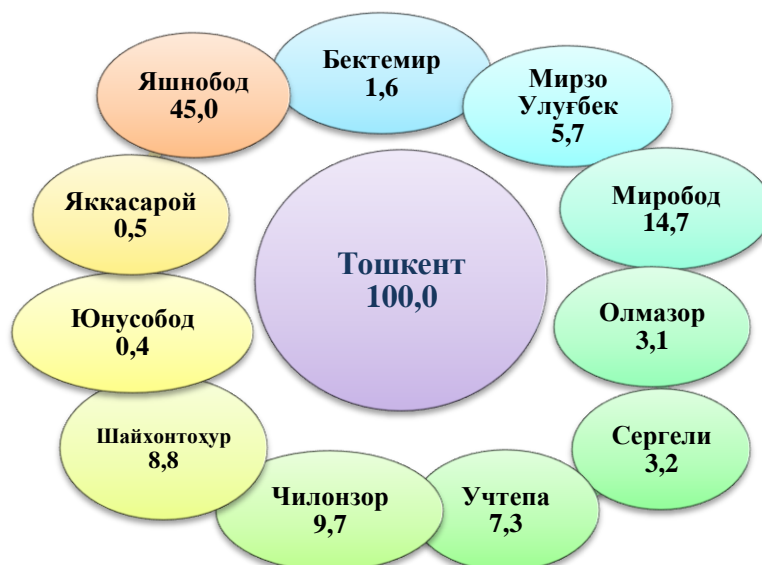 Бектемир
1,6
Мирзо
Улуғбек
5,7
Миробод
14,7
Олмазор
3,1
Сергели
3,2
Учтепа
7,3
Чилонзор
9,7
Шайхонтоҳур
8,8
Юнусобод
0,4
Яккасарой
0,5
Яшнобод
45,0
Тошкент
100,0